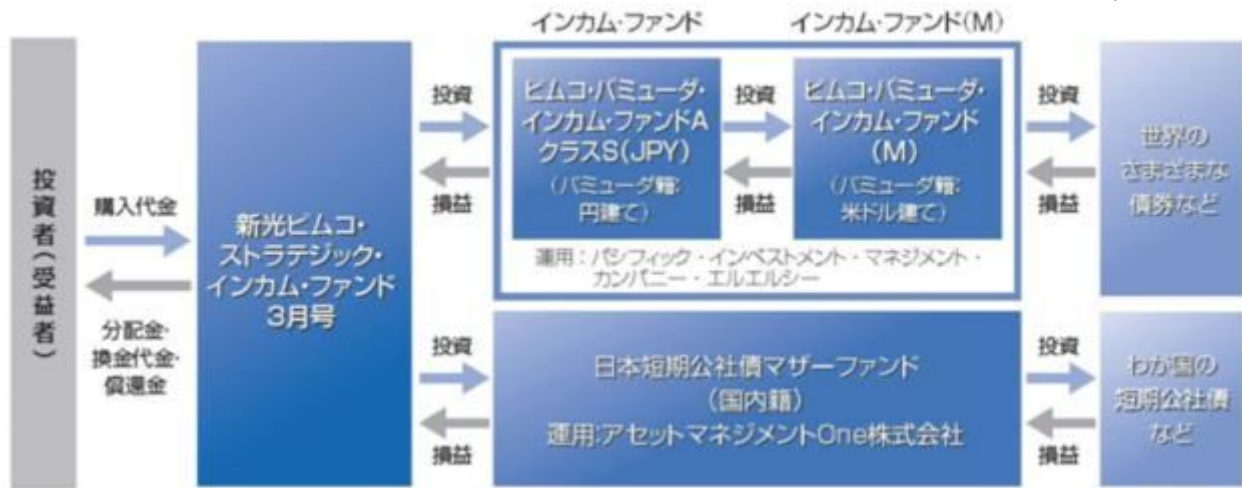 インカム・ファンド
インカム・ファンド(M)
投資者(受益者)
購入代金
分配金・
換金代金・
償還金
新光ピムコ・
ストラテジック・
インカム・ファンド
3月号
投資
損益
ピムコ・バミューダ・
インカム・ファンドA
クラスS(JPY)
(バミューダ籍:
円建て)
投資
損益
ピムコ・バミューダ・
インカム・ファンド
(M)
(バミューダ籍:
米ドル建て)
運用:パシフィック・インベストメント・マネジメント・
カンパニー・エルエルシー
投資
損益
世界の
さまざまな
債券など
投資
損益
日本短期公社債マザーファンド
(国内籍)
運用:アセットマネジメントOne株式会社
投資
損益
わが国の
短期公社債
など